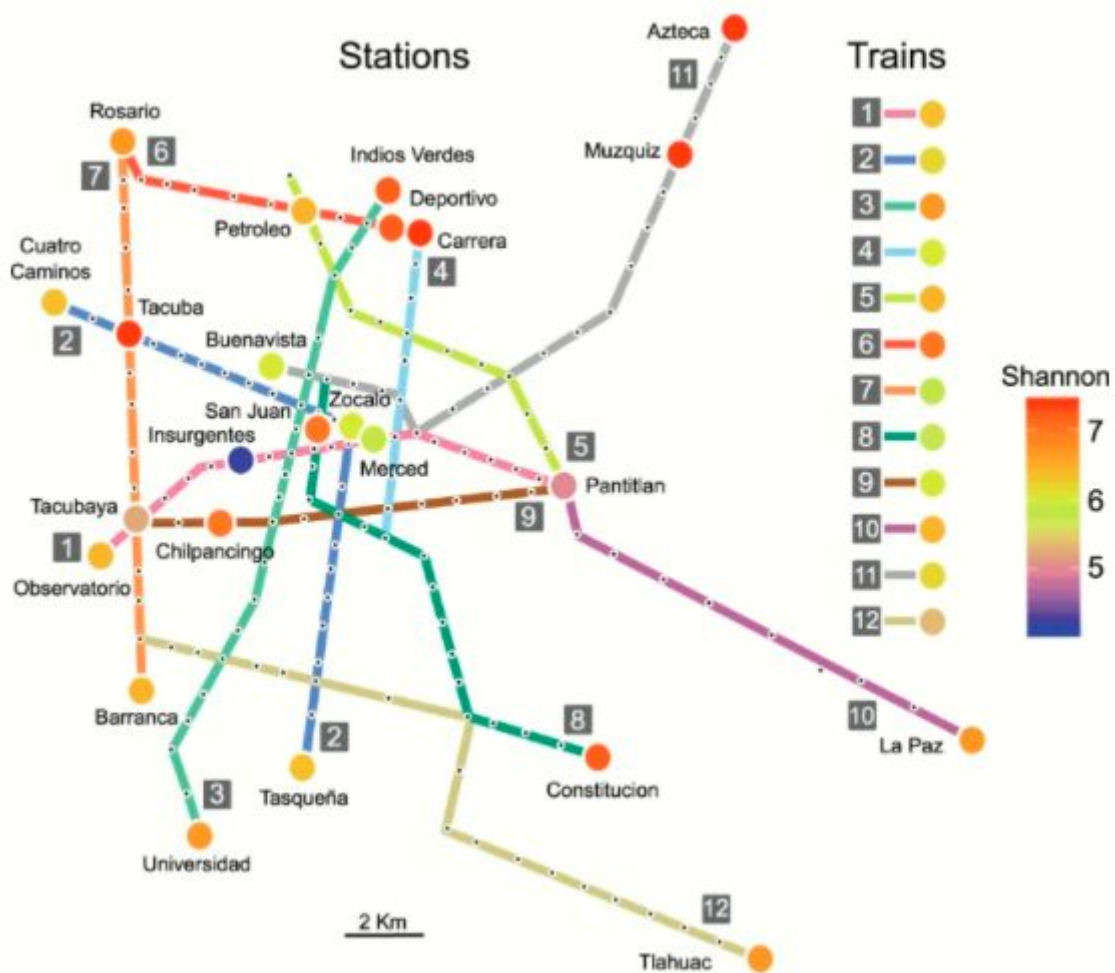 Stations
Trains
Azteca
11
Rosario
6
7
Muzquiz
Indios Verdes
Deportivo
Petroleo
Carrera
4
Cuatro
Caminos
2
Tacuba
Buenavista
San Juan
Zocalo
Insurgentes
Merced
5
Pantitlan
Tacubaya
9
1
Chilpancingo
Observatorio
Barranca
2
Tasqueña
3
Universidad
8
Constitucion
10
La Paz
2 Km
12
Tlahuac
1
2
3
4
5
6
7
8
9
10
11
12
Shannon
7
6
5